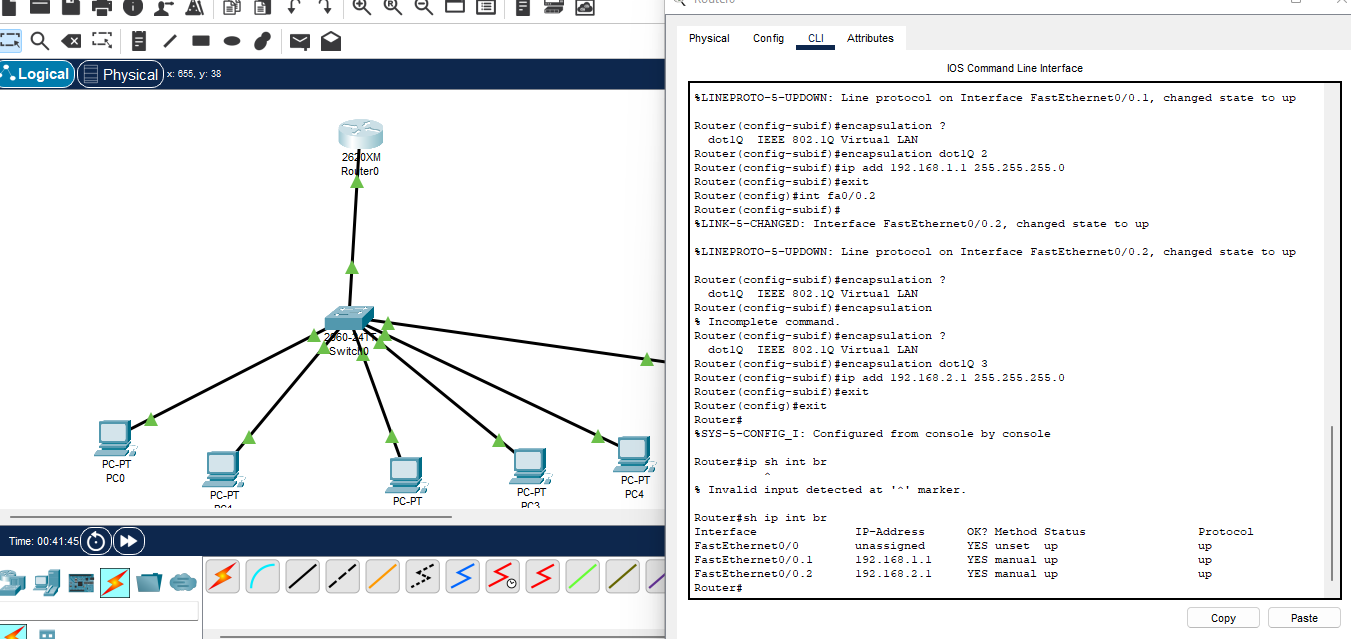 Logical
Physical
x: 655, y: 38
2620XM
Router0
2960-24TT
Switch0
PC-PT
PC0
PC-PT
PC-PT
PC-PT
PC3
PC-PT
PC4
Time: 00:41:45
Router0
Physical
Config
CLI
Attributes
IOS Command Line Interface
%LINEPROTO-5-UPDOWN: Line protocol on Interface FastEthernet0/0.1, changed state to up
Router(config-subif)#encapsulation ?
dot1Q IEEE 802.1Q Virtual LAN
Router(config-subif)#encapsulation dot1Q 2
Router(config-subif)#ip add 192.168.1.1 255.255.255.0
Router(config-subif)#exit
Router(config)#int fa0/0.2
Router(config-subif)#
%LINK-5-CHANGED: Interface FastEthernet0/0.2, changed state to up
%LINEPROTO-5-UPDOWN: Line protocol on Interface FastEthernet0/0.2, changed state to up
Router(config-subif)#encapsulation ?
dot1Q IEEE 802.1Q Virtual LAN
Router(config-subif)#encapsulation
% Incomplete command.
Router(config-subif)#encapsulation ?
dot1Q IEEE 802.1Q Virtual LAN
Router(config-subif)#encapsulation dot1Q 3
Router(config-subif)#ip add 192.168.2.1 255.255.255.0
Router(config-subif)#exit
Router(config)#exit
Router#
%SYS-5-CONFIG_I: Configured from console by console
Router#ip sh int br
^
% Invalid input detected at '^' marker.
Router#sh ip int br
Interface IP-Address OK? Method Status Protocol
FastEthernet0/0 unassigned YES unset up up
FastEthernet0/0.1 192.168.1.1 YES manual up up
FastEthernet0/0.2 192.168.2.1 YES manual up up
Router#
Copy
Paste